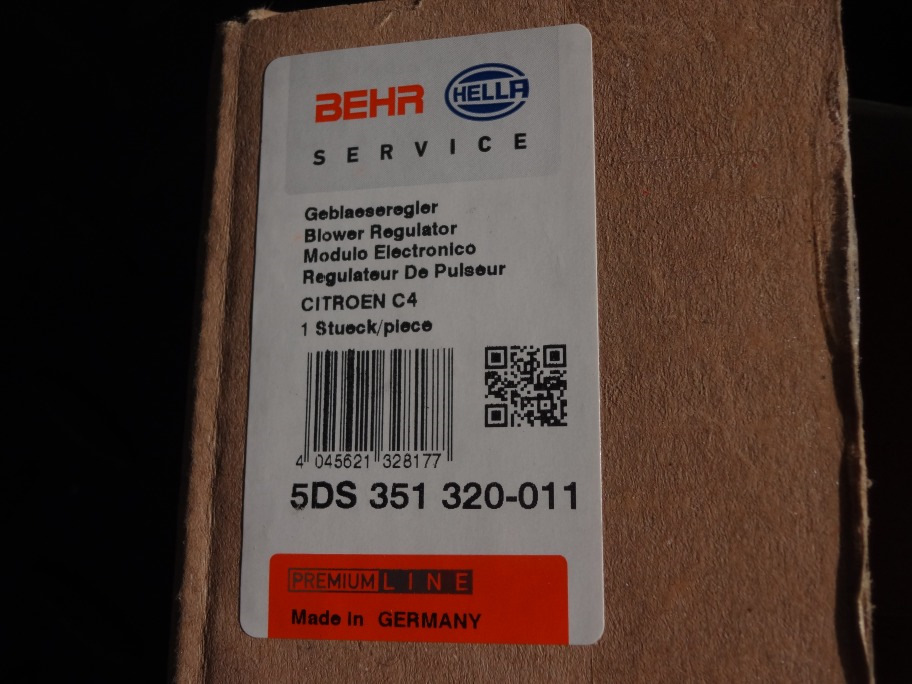 BEHR HELLA
SERVICE
Geblaeseregler
Blower Regulator
Modulo Electronico
Regulateur De Pulseur
CITROEN C4
1 Stueck/piece
4 045621 328177
5DS 351 320-011
PREMIUM LINE
Made in GERMANY